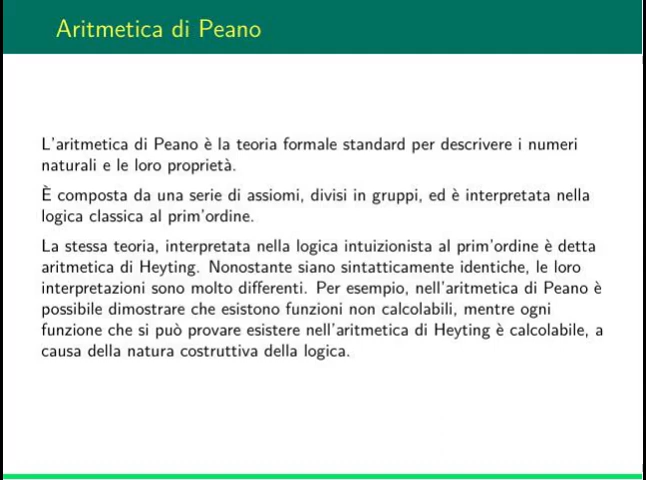 Aritmetica di Peano
L'aritmetica di Peano è la teoria formale standard per descrivere i numeri
naturali e le loro proprietà.
È composta da una serie di assiomi, divisi in gruppi, ed è interpretata nella
logica classica al prim'ordine.
La stessa teoria, interpretata nella logica intuizionista al prim'ordine è detta
aritmetica di Heyting. Nonostante siano sintatticamente identiche, le loro
interpretazioni sono molto differenti. Per esempio, nell'aritmetica di Peano è
possibile dimostrare che esistono funzioni non calcolabili, mentre ogni
funzione che si può provare esistere nell'aritmetica di Heyting è calcolabile, a
causa della natura costruttiva della logica.